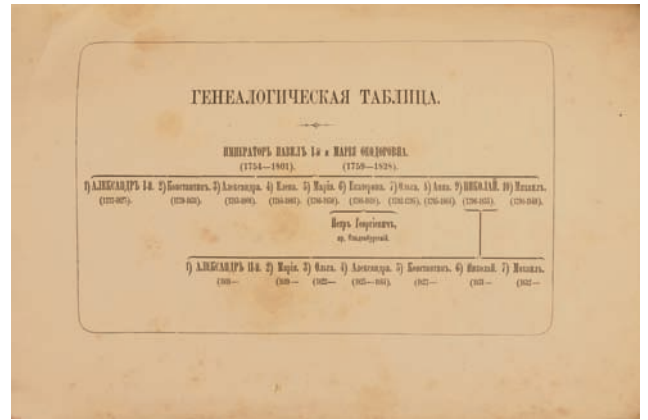 ГЕНЕАЛОГИЧЕСКАЯ ТАБЛИЦА.
ИМПЕРАТОРЪ ПАВЕЛЪ I-й и МАРІЯ ѲЕОДОРОВНА.
(1754—1801). (1759—1828).
1) АЛЕКСАНДРЪ I-й. 2) Константинъ. 3) Александра. 4) Елена. 5) Марія. 6) Екатерина. 7) Ольга. 8) Анна. 9) НИКОЛАЙ. 10) Михаилъ.
Петръ Георгіевичъ,
пр. Ольденбургскій.
1) АЛЕКСАНДРЪ II-й. 2) Марія. 3) Ольга. 4) Александра. 5) Константинъ. 6) Николай. 7) Михаилъ.